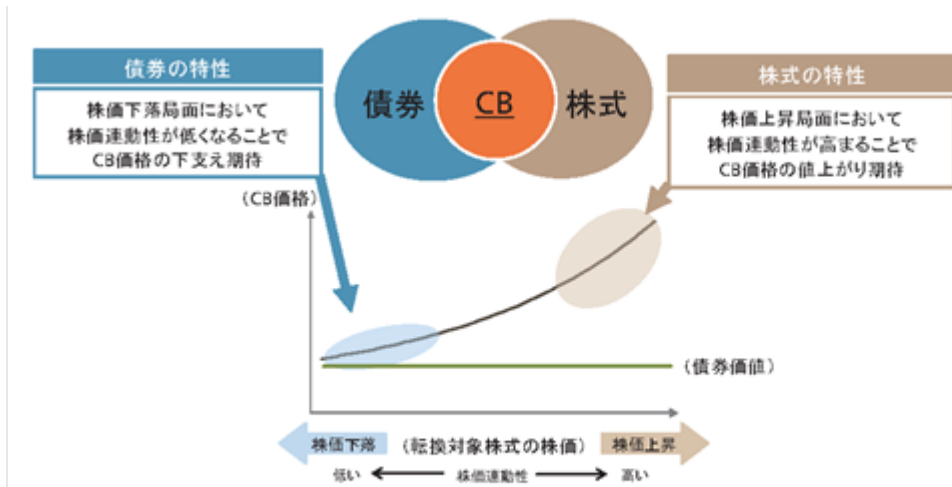 債券の特性
株価下落局面において
株価連動性が低くなることで
CB価格の下支え期待
債券
CB
株式
株式の特性
株価上昇局面において
株価連動性が高まることで
CB価格の値上がり期待
(CB価格)
(債券価値)
株価下落
(転換対象株式の株価)
株価上昇
低い
株価連動性
高い